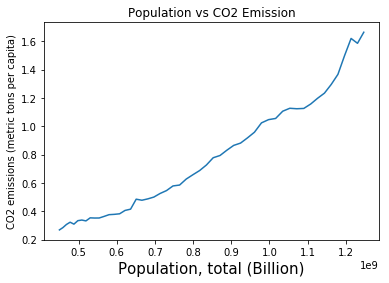 Population vs CO2 Emission
CO2 emissions (metric tons per capita)
1.6
1.4
1.2
1.0
0.8
0.6
0.4
0.2
0.5 0.6 0.7 0.8 0.9 1.0 1.1 1.2
1e9
Population, total (Billion)